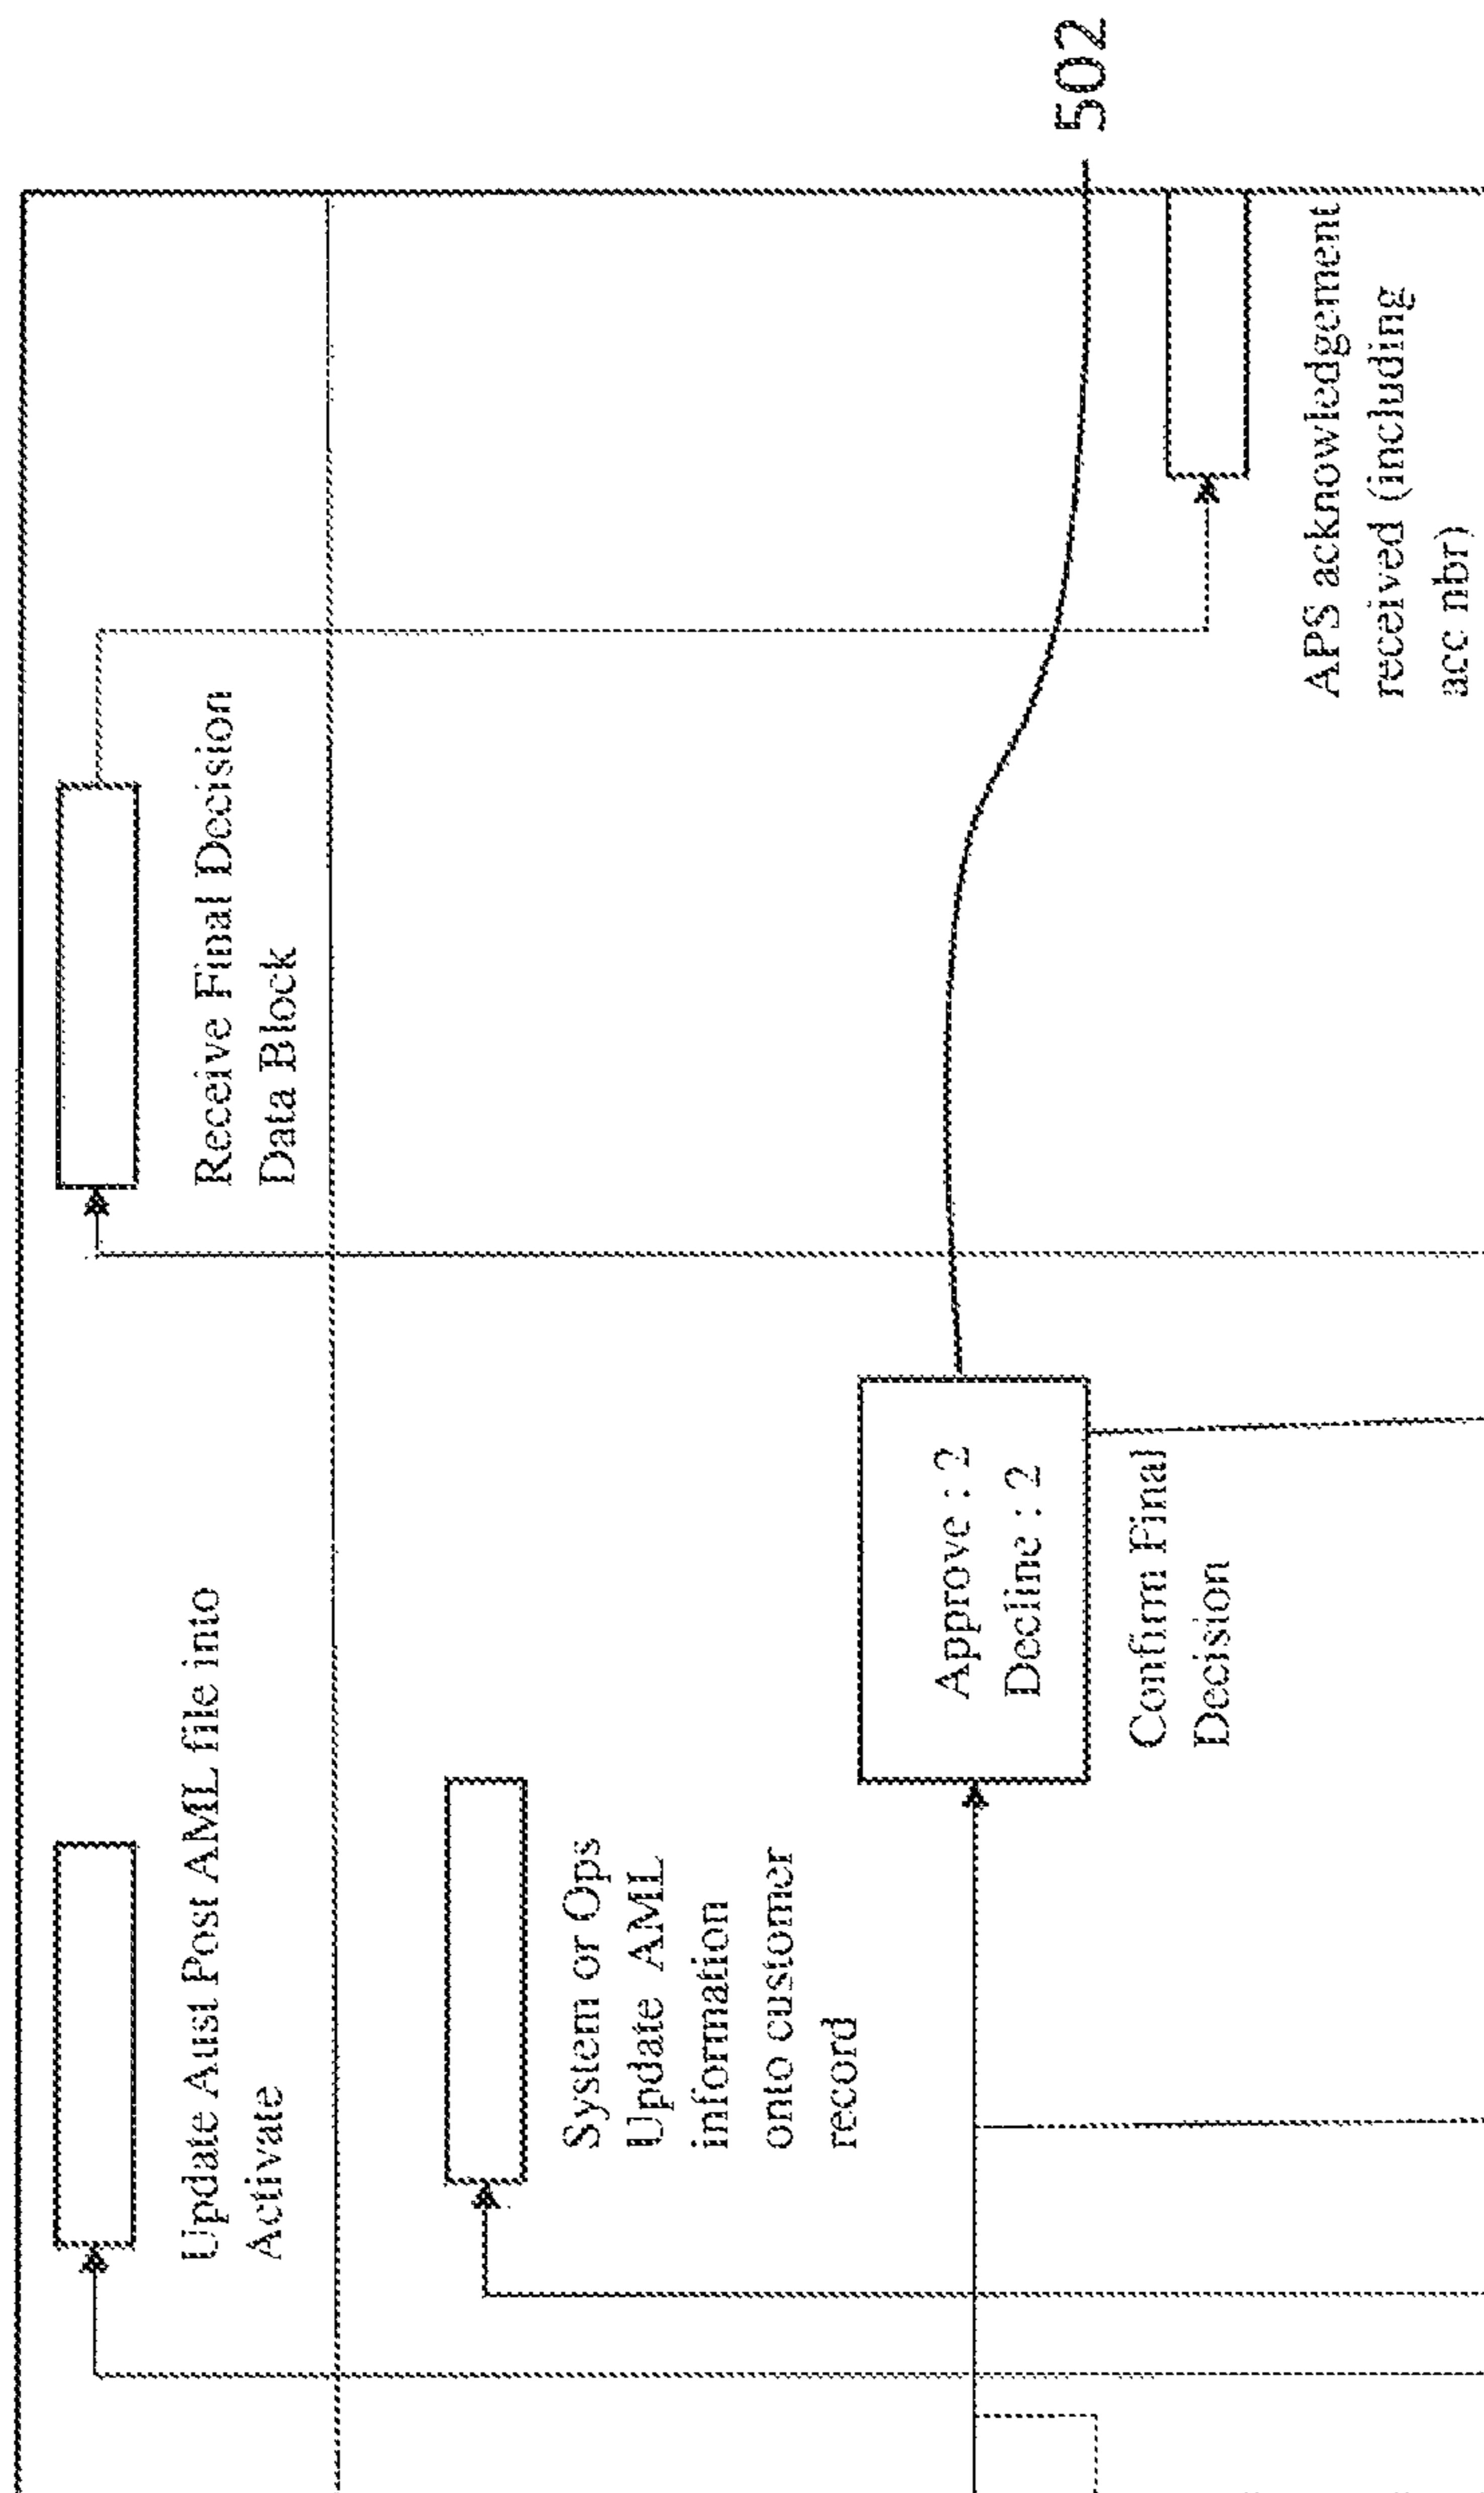 Update Aust Post AML file into
Activate
Receive Final Decision
Data Block
System or Ops
Update AML
information
onto customer
record
Approve : 2
Decline : 2
Confirm Final
Decision
502
APS acknowledgement
received (including
acc nbr)